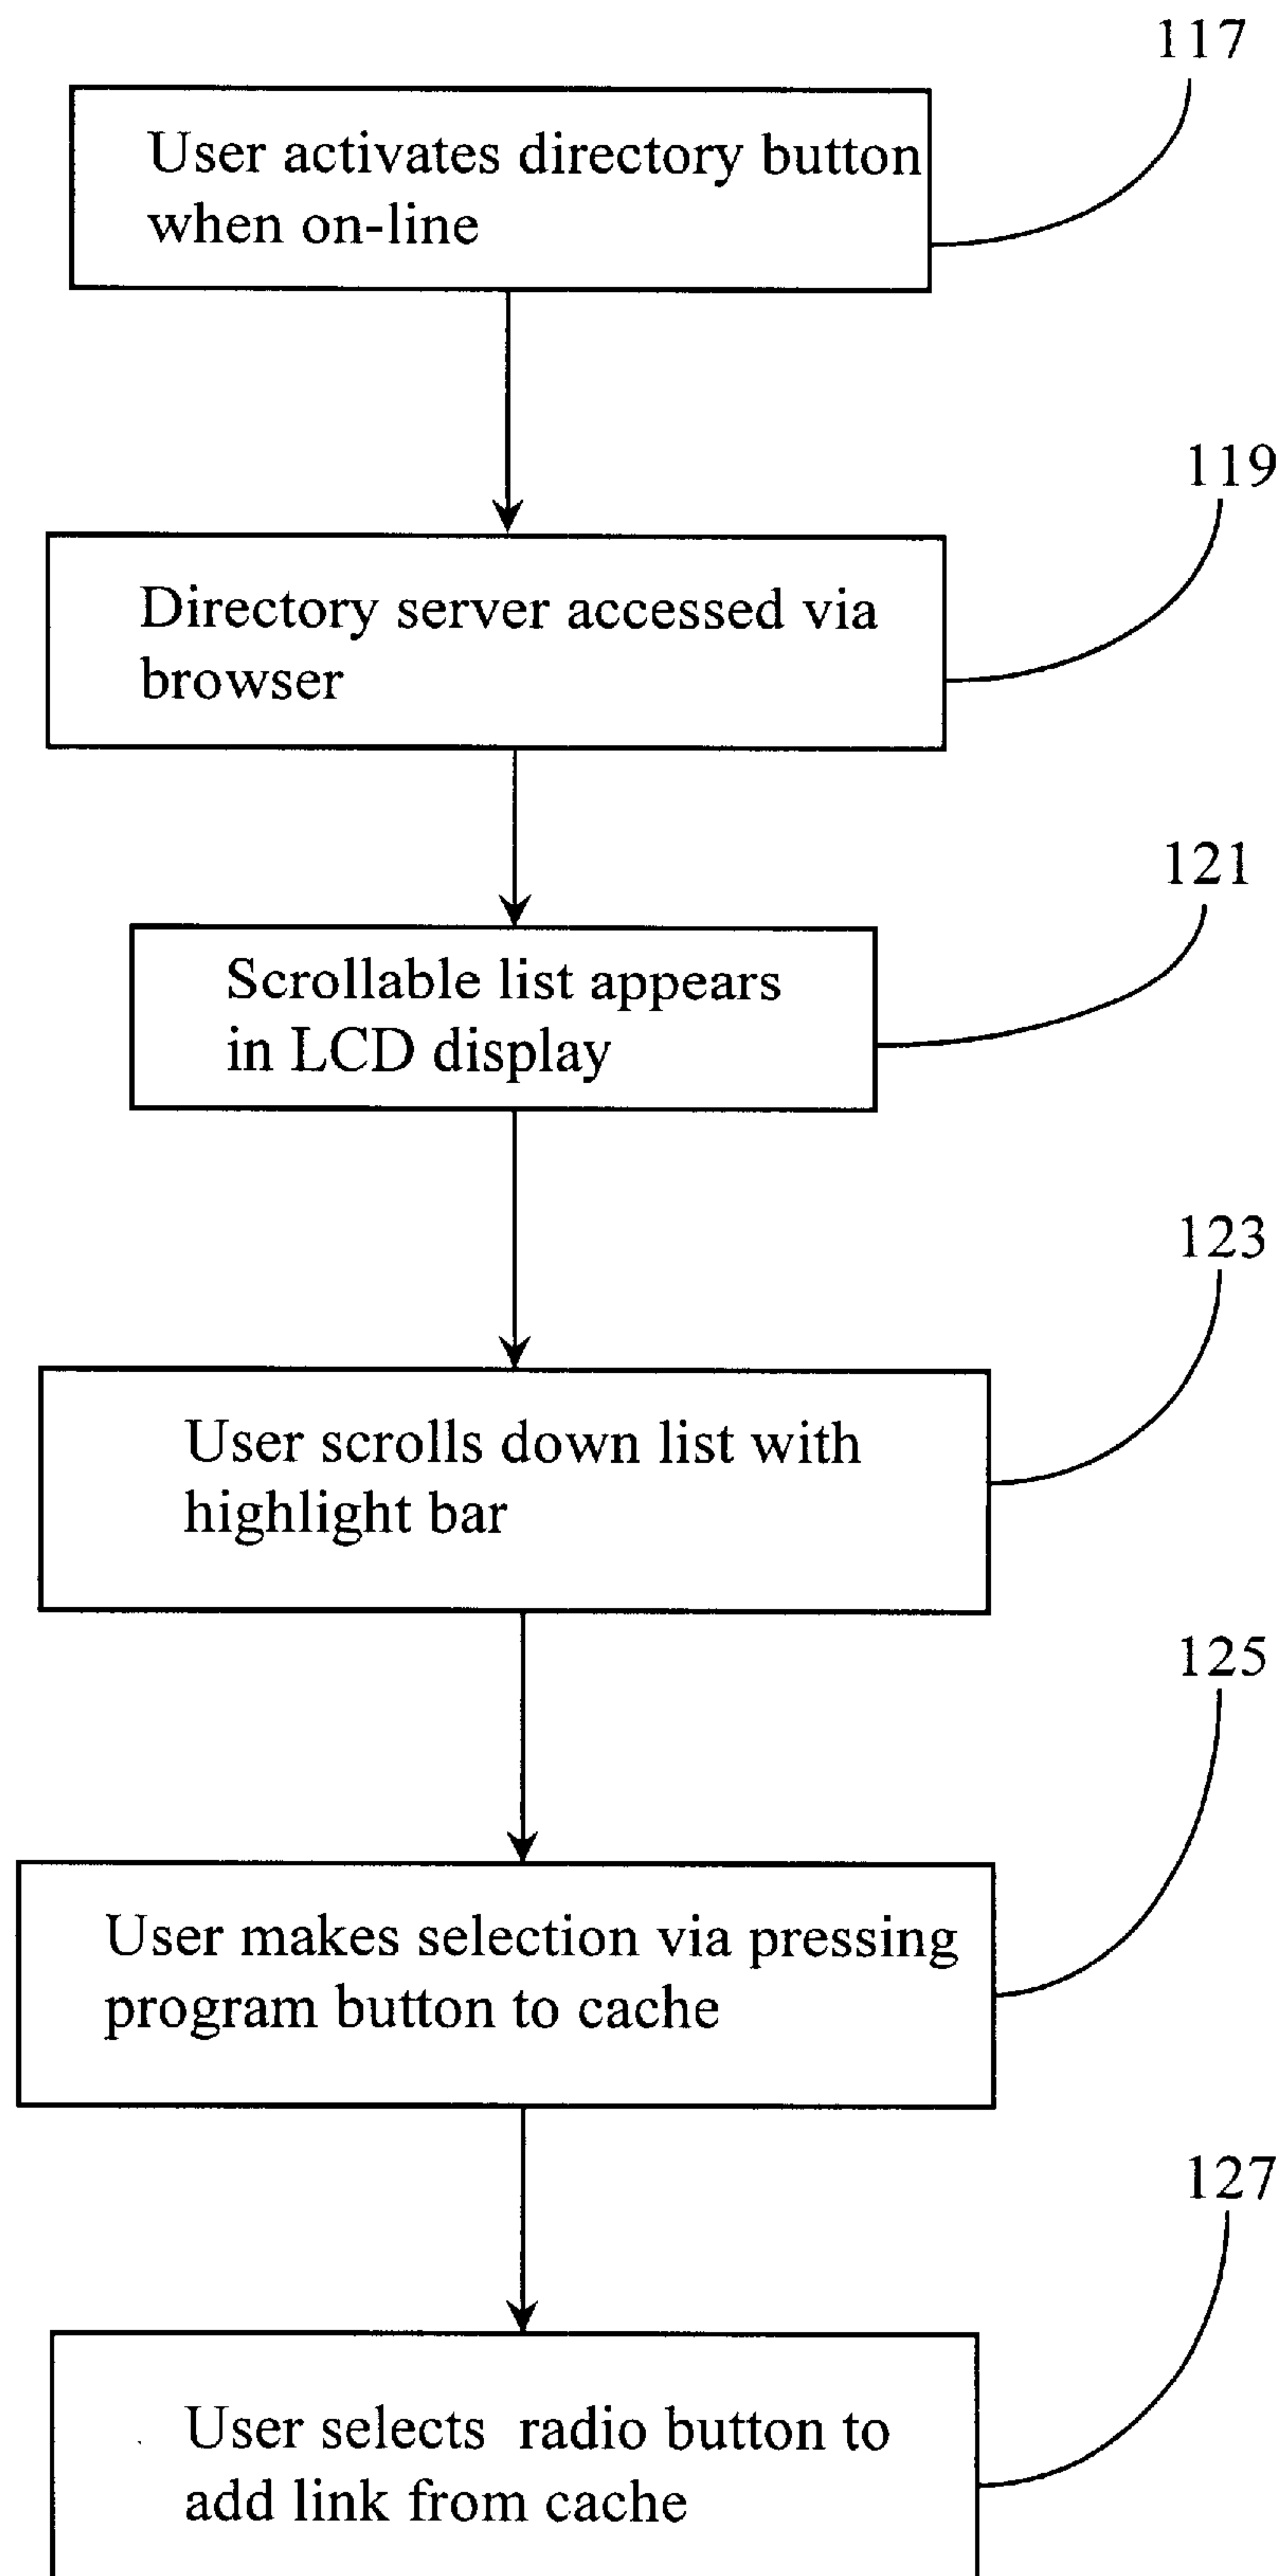 117
User activates directory button
when on-line
119
Directory server accessed via
browser
121
Scrollable list appears
in LCD display
123
User scrolls down list with
highlight bar
125
User makes selection via pressing
program button to cache
127
User selects radio button to
add link from cache